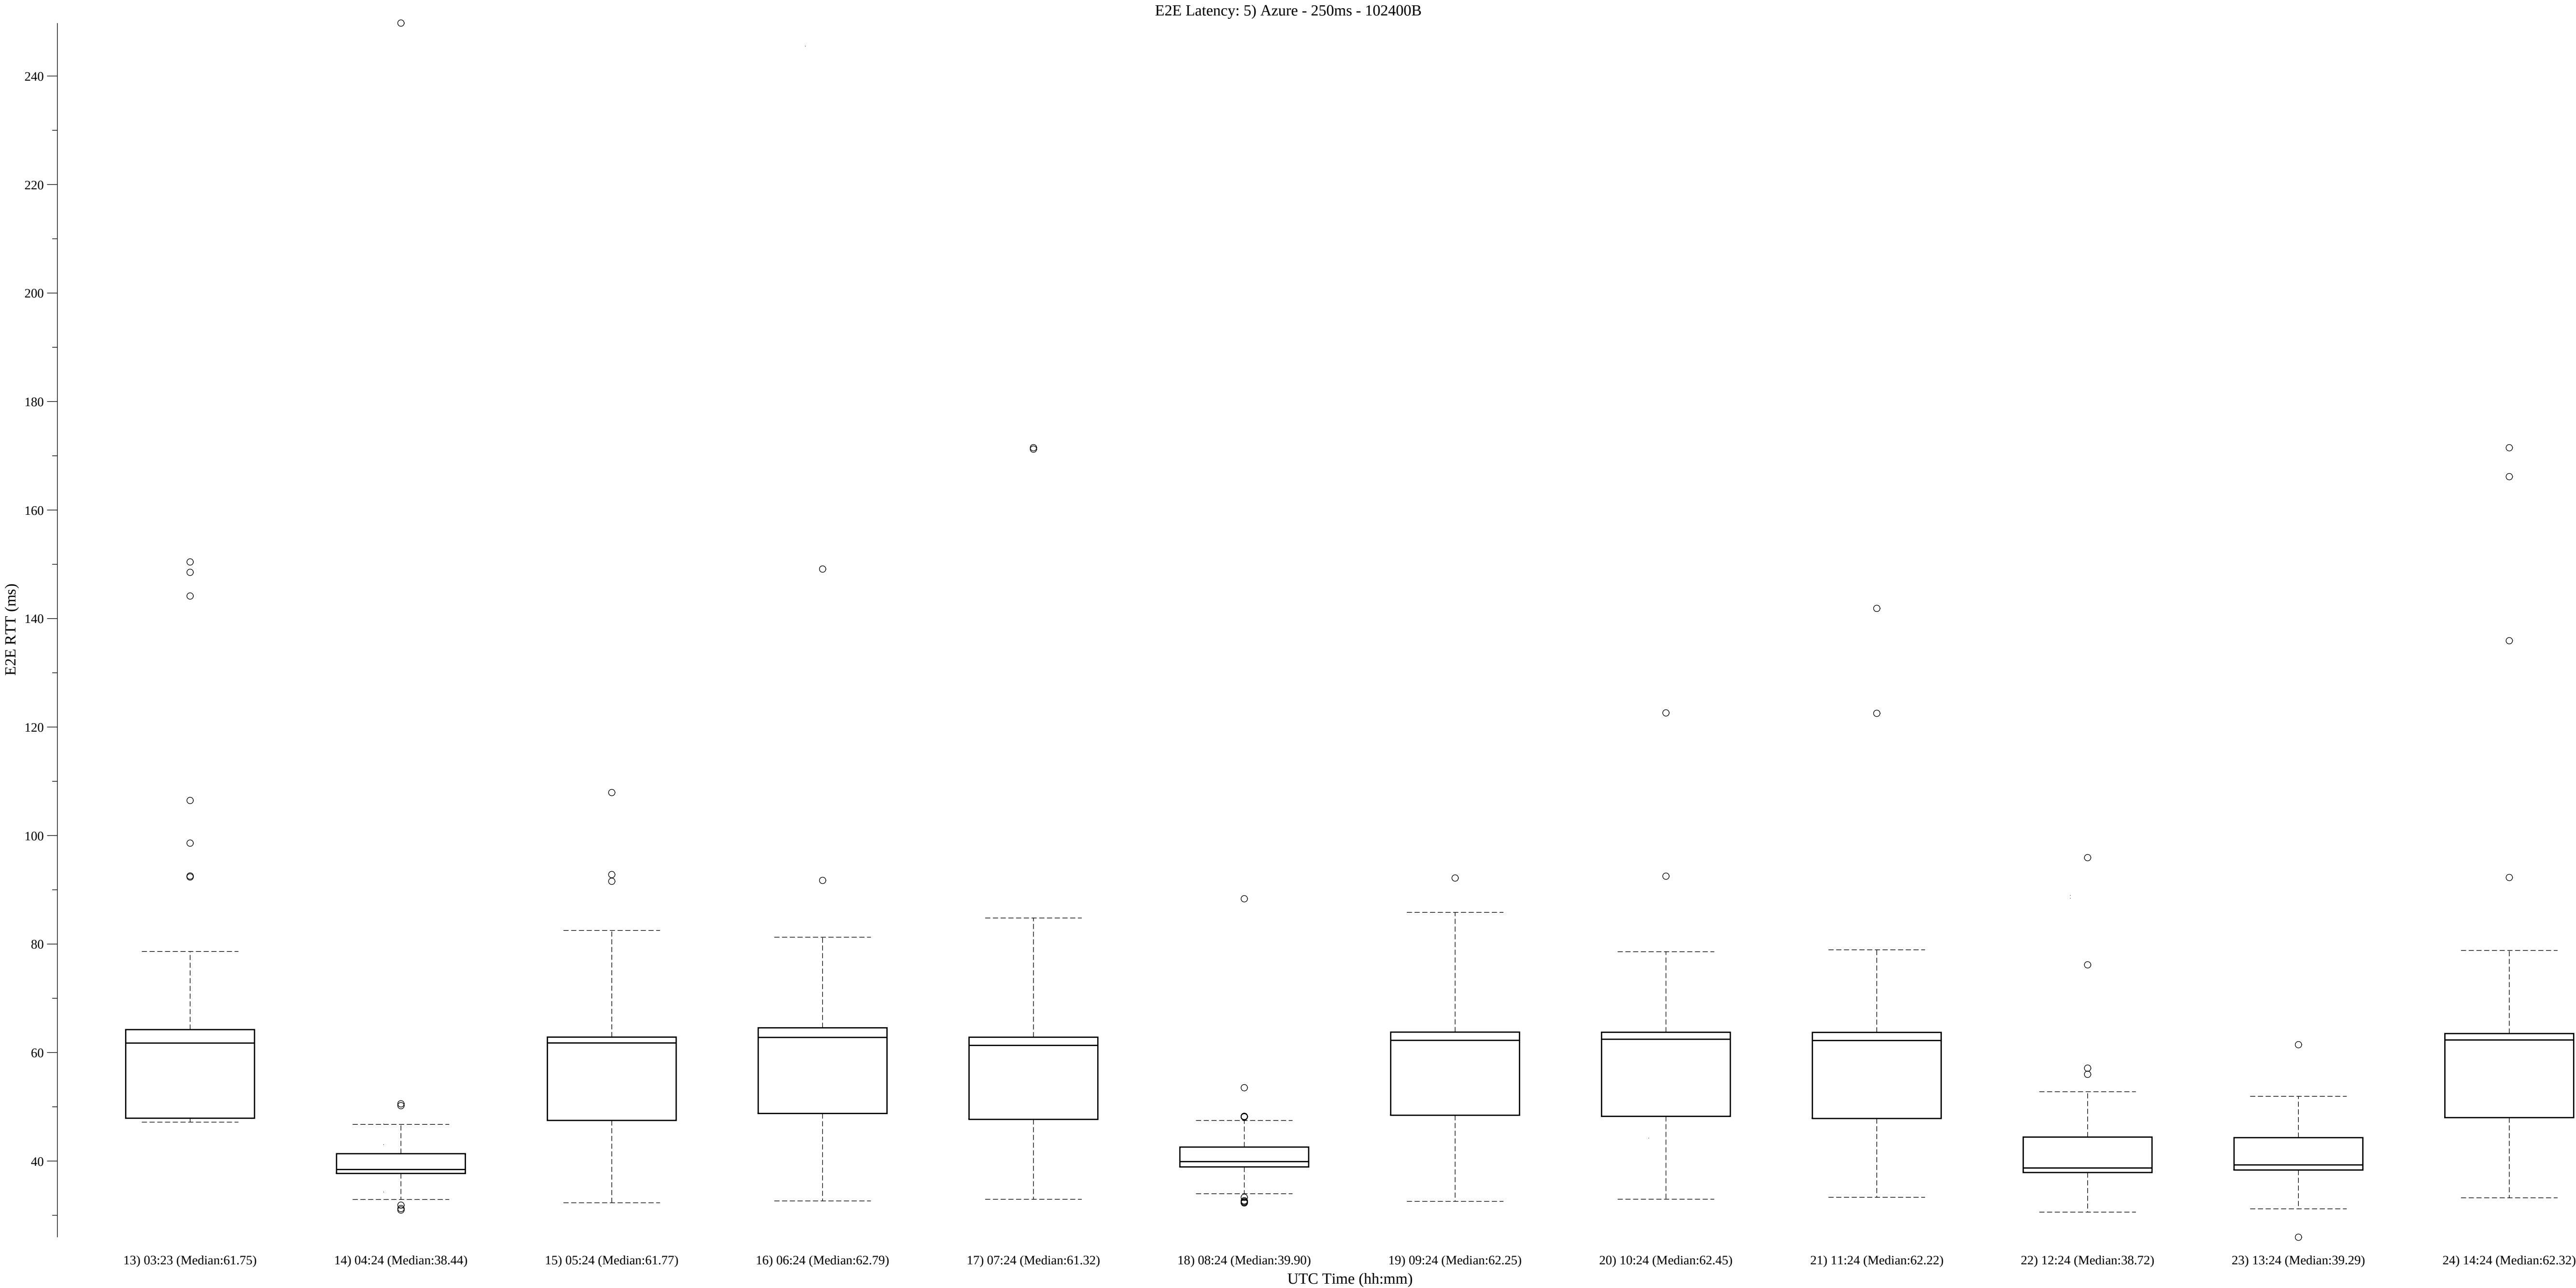 E2E Latency: 5) Azure - 250ms - 102400B
240
220
200
180
160
140
120
100
80
60
40
E2E RTT (ms)
13) 03:23 (Median:61.75)
14) 04:24 (Median:38.44)
15) 05:24 (Median:61.77)
16) 06:24 (Median:62.79)
17) 07:24 (Median:61.32)
18) 08:24 (Median:39.90)
19) 09:24 (Median:62.25)
20) 10:24 (Median:62.45)
21) 11:24 (Median:62.22)
22) 12:24 (Median:38.72)
23) 13:24 (Median:39.29)
24) 14:24 (Median:62.32)
UTC Time (hh:mm)